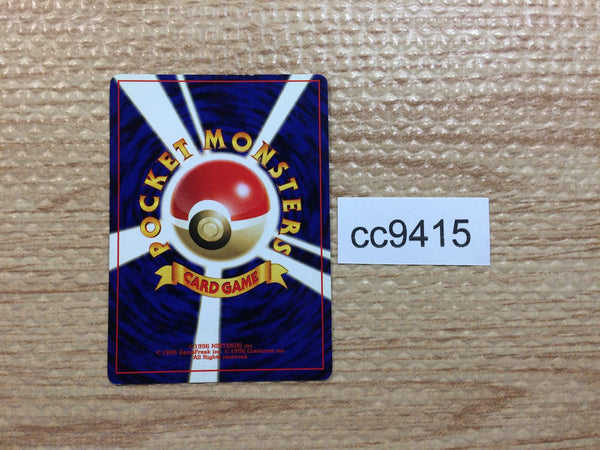 POCKET MONSTERS
CARD GAME
©1996 NINTENDO inc.
©1996 GameFreak inc. ©1996 Creatures inc.
All Rights reserved.
cc9415